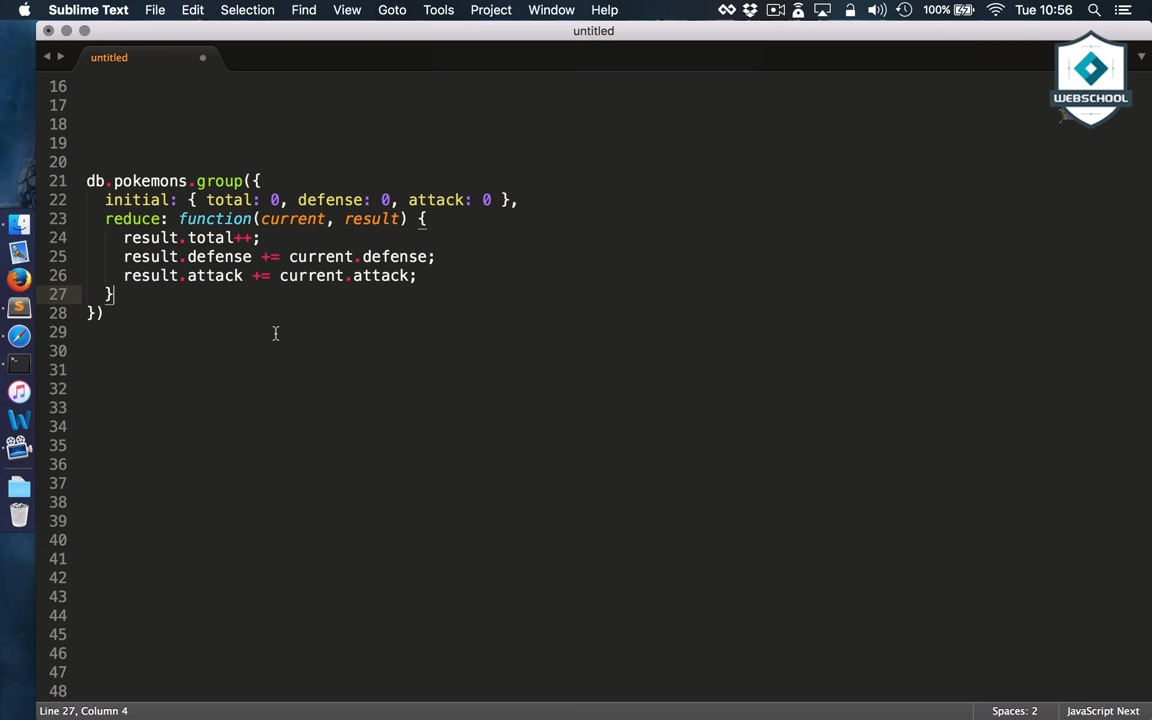 Sublime Text File Edit Selection Find View Goto Tools Project Window Help 100% Tue 10:56
untitled
untitled
WEBSCHOOL
16
17
18
19
20
21 db.pokemons.group({
22 initial: { total: 0, defense: 0, attack: 0 },
23 reduce: function(current, result) {
24 result.total++;
25 result.defense += current.defense;
26 result.attack += current.attack;
27 }
28 })
29
30
31
32
33
34
35
36
37
38
39
40
41
42
43
44
45
46
47
48
Line 27, Column 4 Spaces: 2 JavaScript Next